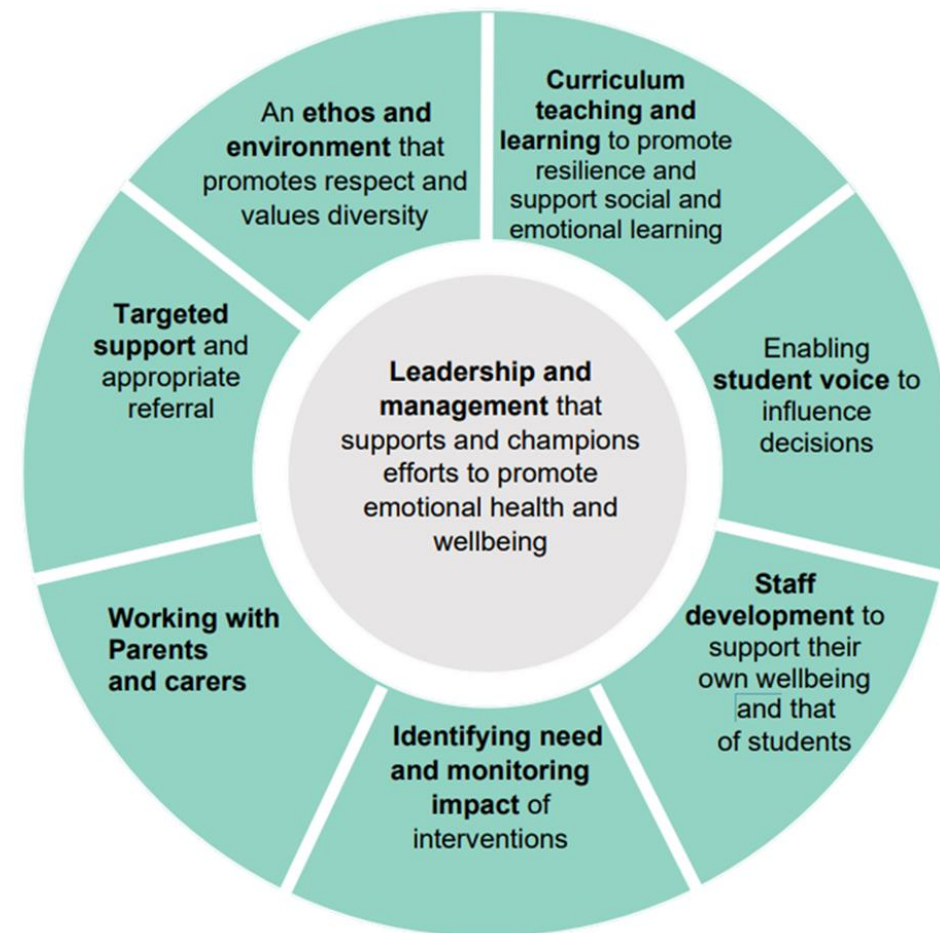 An ethos and
environment that
promotes respect and
values diversity
Curriculum
teaching and
learning to promote
resilience and
support social and
emotional learning
Enabling
student voice to
influence
decisions
Staff
development to
support their
own wellbeing
and that
of students
Identifying need
and monitoring
impact of
interventions
Working with
Parents
and carers
Targeted
support and
appropriate
referral
Leadership and
management that
supports and champions
efforts to promote
emotional health and
wellbeing